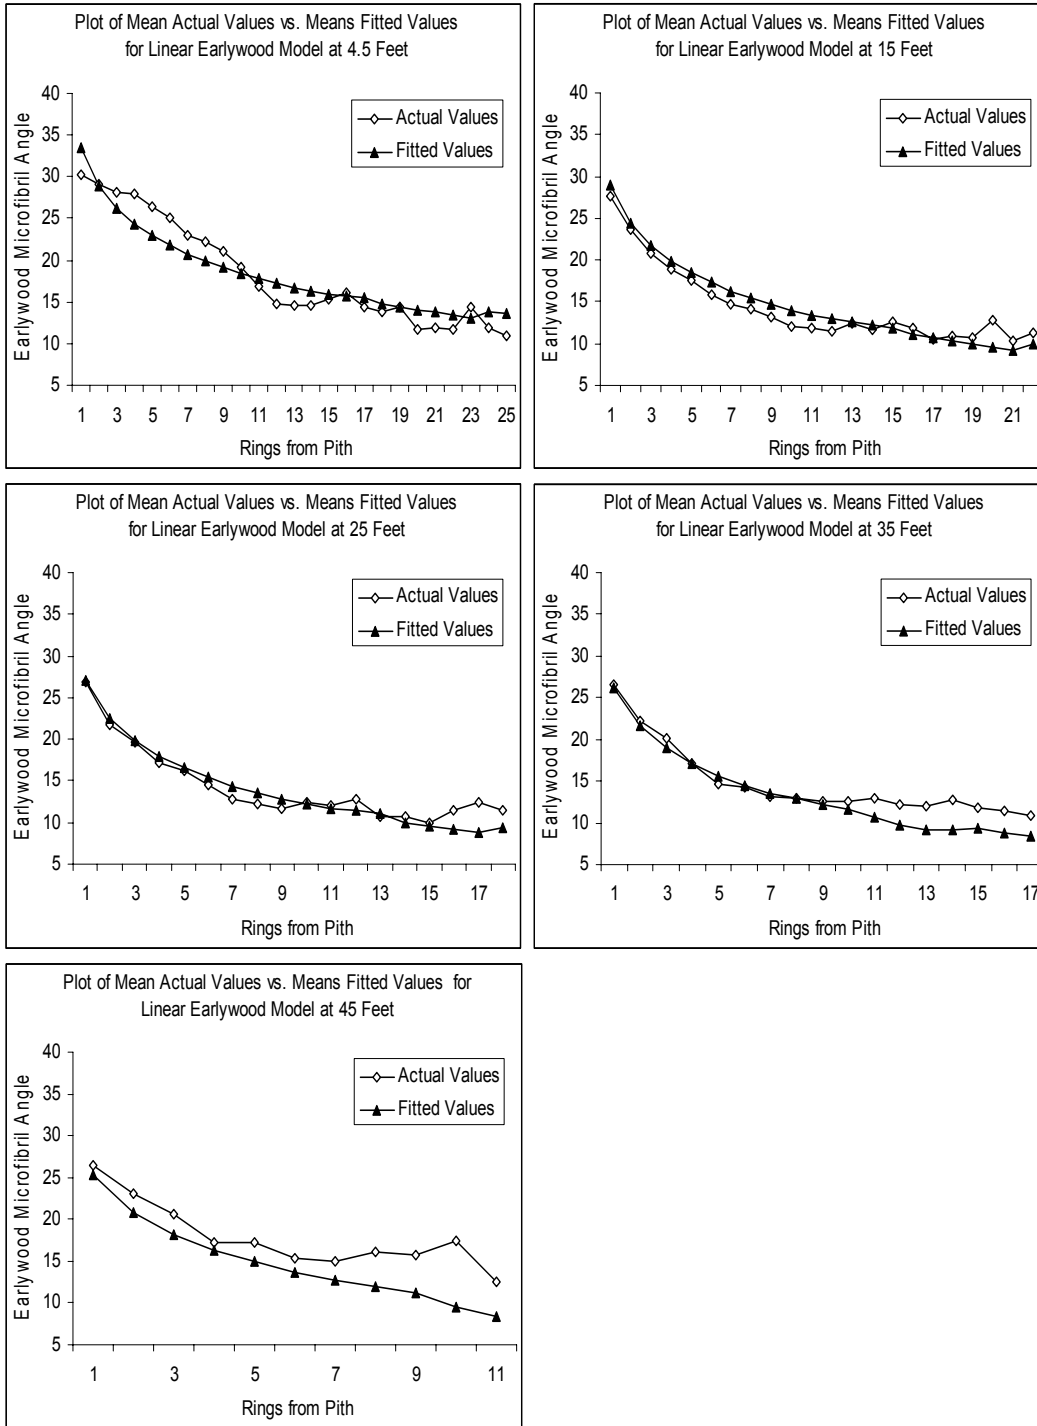 Plot of Mean Actual Values vs. Means Fitted Values
for Linear Earlywood Model at 4.5 Feet
Earlywood Microfibril Angle
40
35
30
25
20
15
10
5
Actual Values
Fitted Values
1 3 5 7 9 11 13 15 17 19 21 23 25
Rings from Pith
Plot of Mean Actual Values vs. Means Fitted Values
for Linear Earlywood Model at 15 Feet
Earlywood Microfibril Angle
40
35
30
25
20
15
10
5
Actual Values
Fitted Values
1 3 5 7 9 11 13 15 17 19 21
Rings from Pith
Plot of Mean Actual Values vs. Means Fitted Values
for Linear Earlywood Model at 25 Feet
Earlywood Microfibril Angle
40
35
30
25
20
15
10
5
Actual Values
Fitted Values
1 3 5 7 9 11 13 15 17
Rings from Pith
Plot of Mean Actual Values vs. Means Fitted Values
for Linear Earlywood Model at 35 Feet
Earlywood Microfibril Angle
40
35
30
25
20
15
10
5
Actual Values
Fitted Values
1 3 5 7 9 11 13 15 17
Rings from Pith
Plot of Mean Actual Values vs. Means Fitted Values for
Linear Earlywood Model at 45 Feet
Earlywood Microfibril Angle
40
35
30
25
20
15
10
5
Actual Values
Fitted Values
1 3 5 7 9 11
Rings from Pith